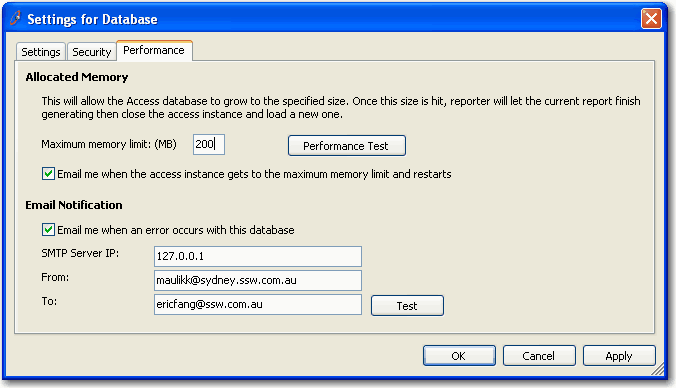 Settings for Database
Settings Security Performance
Allocated Memory
This will allow the Access database to grow to the specified size. Once this size is hit, reporter will let the current report finish
generating then close the access instance and load a new one.
Maximum memory limit: (MB) 200 Performance Test
Email me when the access instance gets to the maximum memory limit and restarts
Email Notification
Email me when an error occurs with this database
SMTP Server IP: 127.0.0.1
From: maulikk@sydney.ssw.com.au
To: ericfang@ssw.com.au Test
OK Cancel Apply